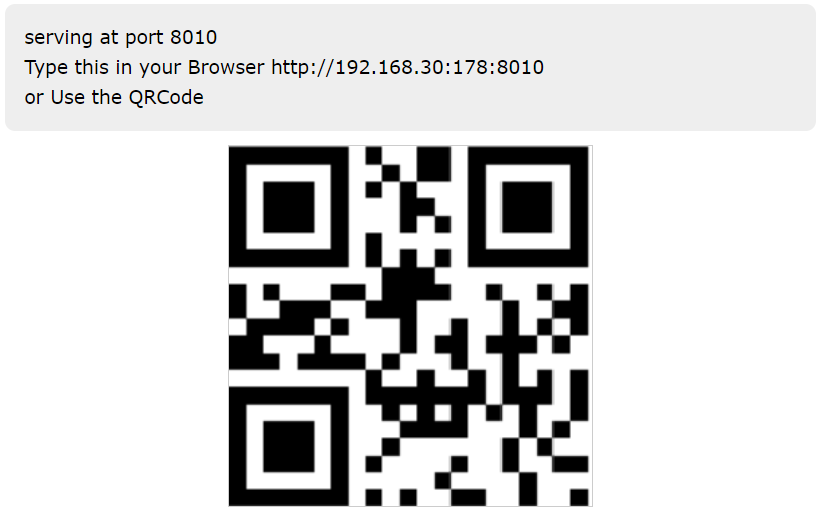 serving at port 8010
Type this in your Browser http://192.168.30:178:8010
or Use the QRCode